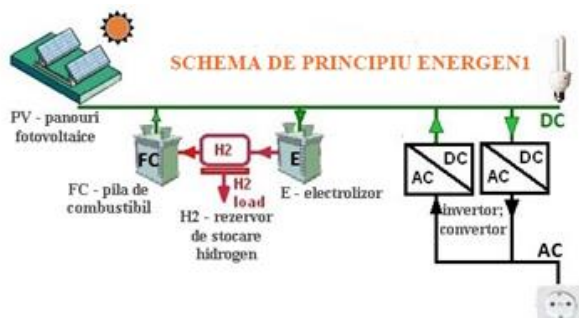 SCHEMA DE PRINCIPIU ENERGEN1
PV - panouri
fotovoltaice
DC
FC
H2
E
FC - pila de
combustibil
H2
load
E - electrolizor
H2 - rezervor
de stocare
hidrogen
DC
AC
DC
AC
invertor;
convertor
AC